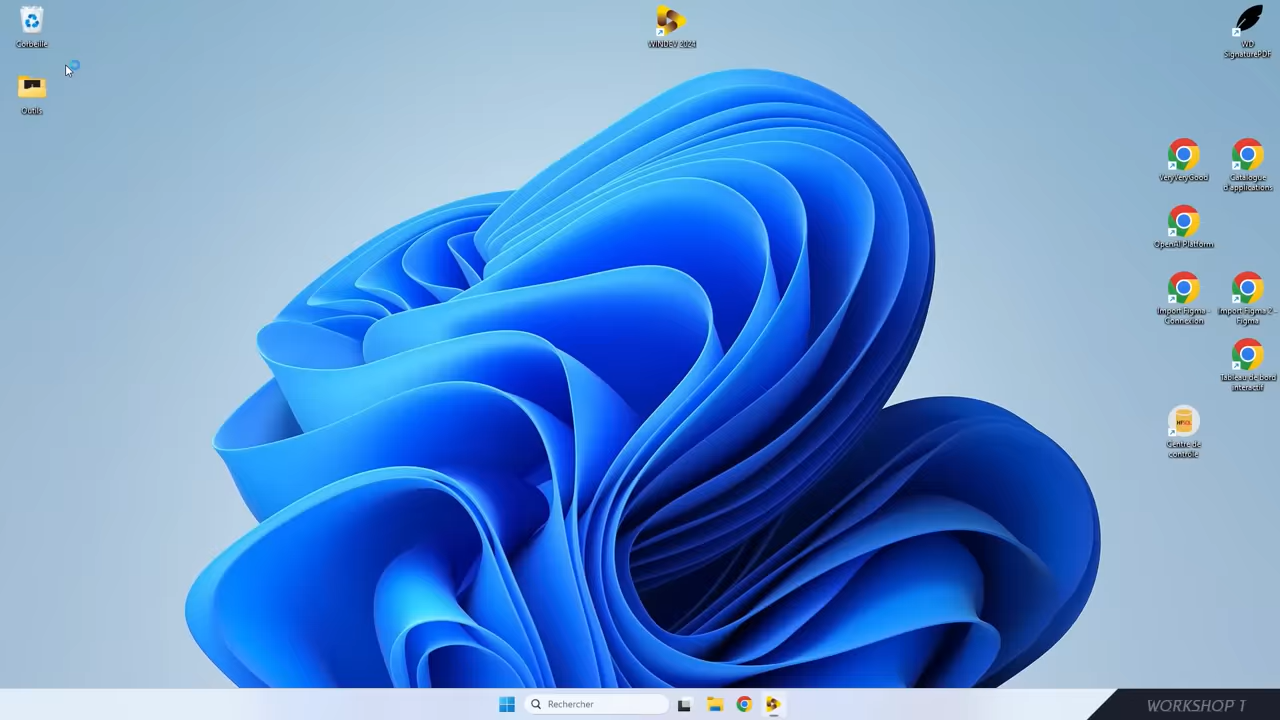 Corbeille
Outils
WINDEV 2024
WD
SignaturePDF
VeryVeryGood
Catalogue
d'applications
OpenAI Platform
Import Figma -
Connexion
Import Figma 2 -
Figma
Tableau de bord
interactif
HFSQL
Centre de
contrôle
Rechercher
WORKSHOP 1